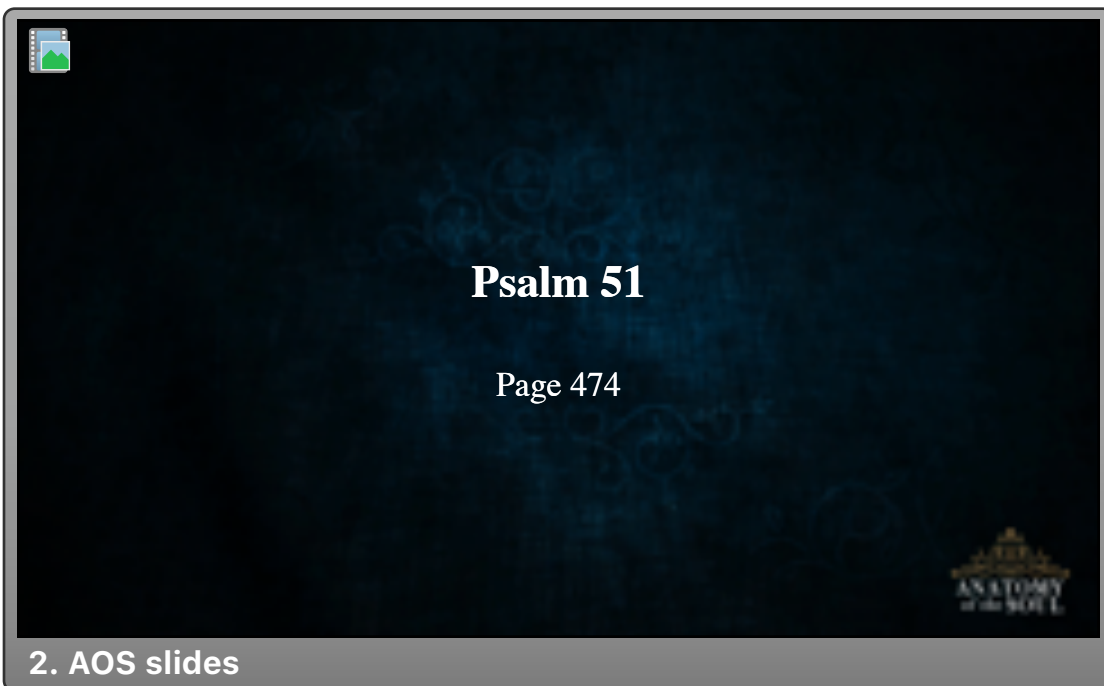 Psalm 51
Page 474
ANATOMY
of the SOUL
2. AOS slides